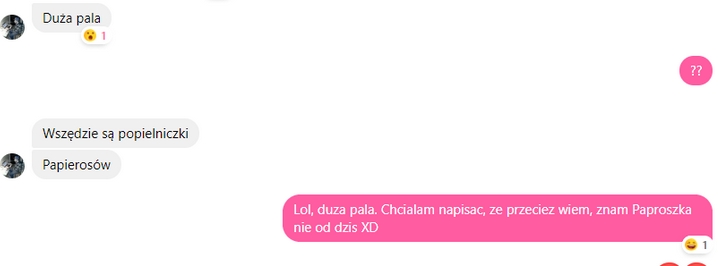 Duża pala
1
??
Wszędzie są popielniczki
Papierosów
Lol, duza pala. Chcialam napisac, ze przeciez wiem, znam Paproszka
nie od dzis XD
1